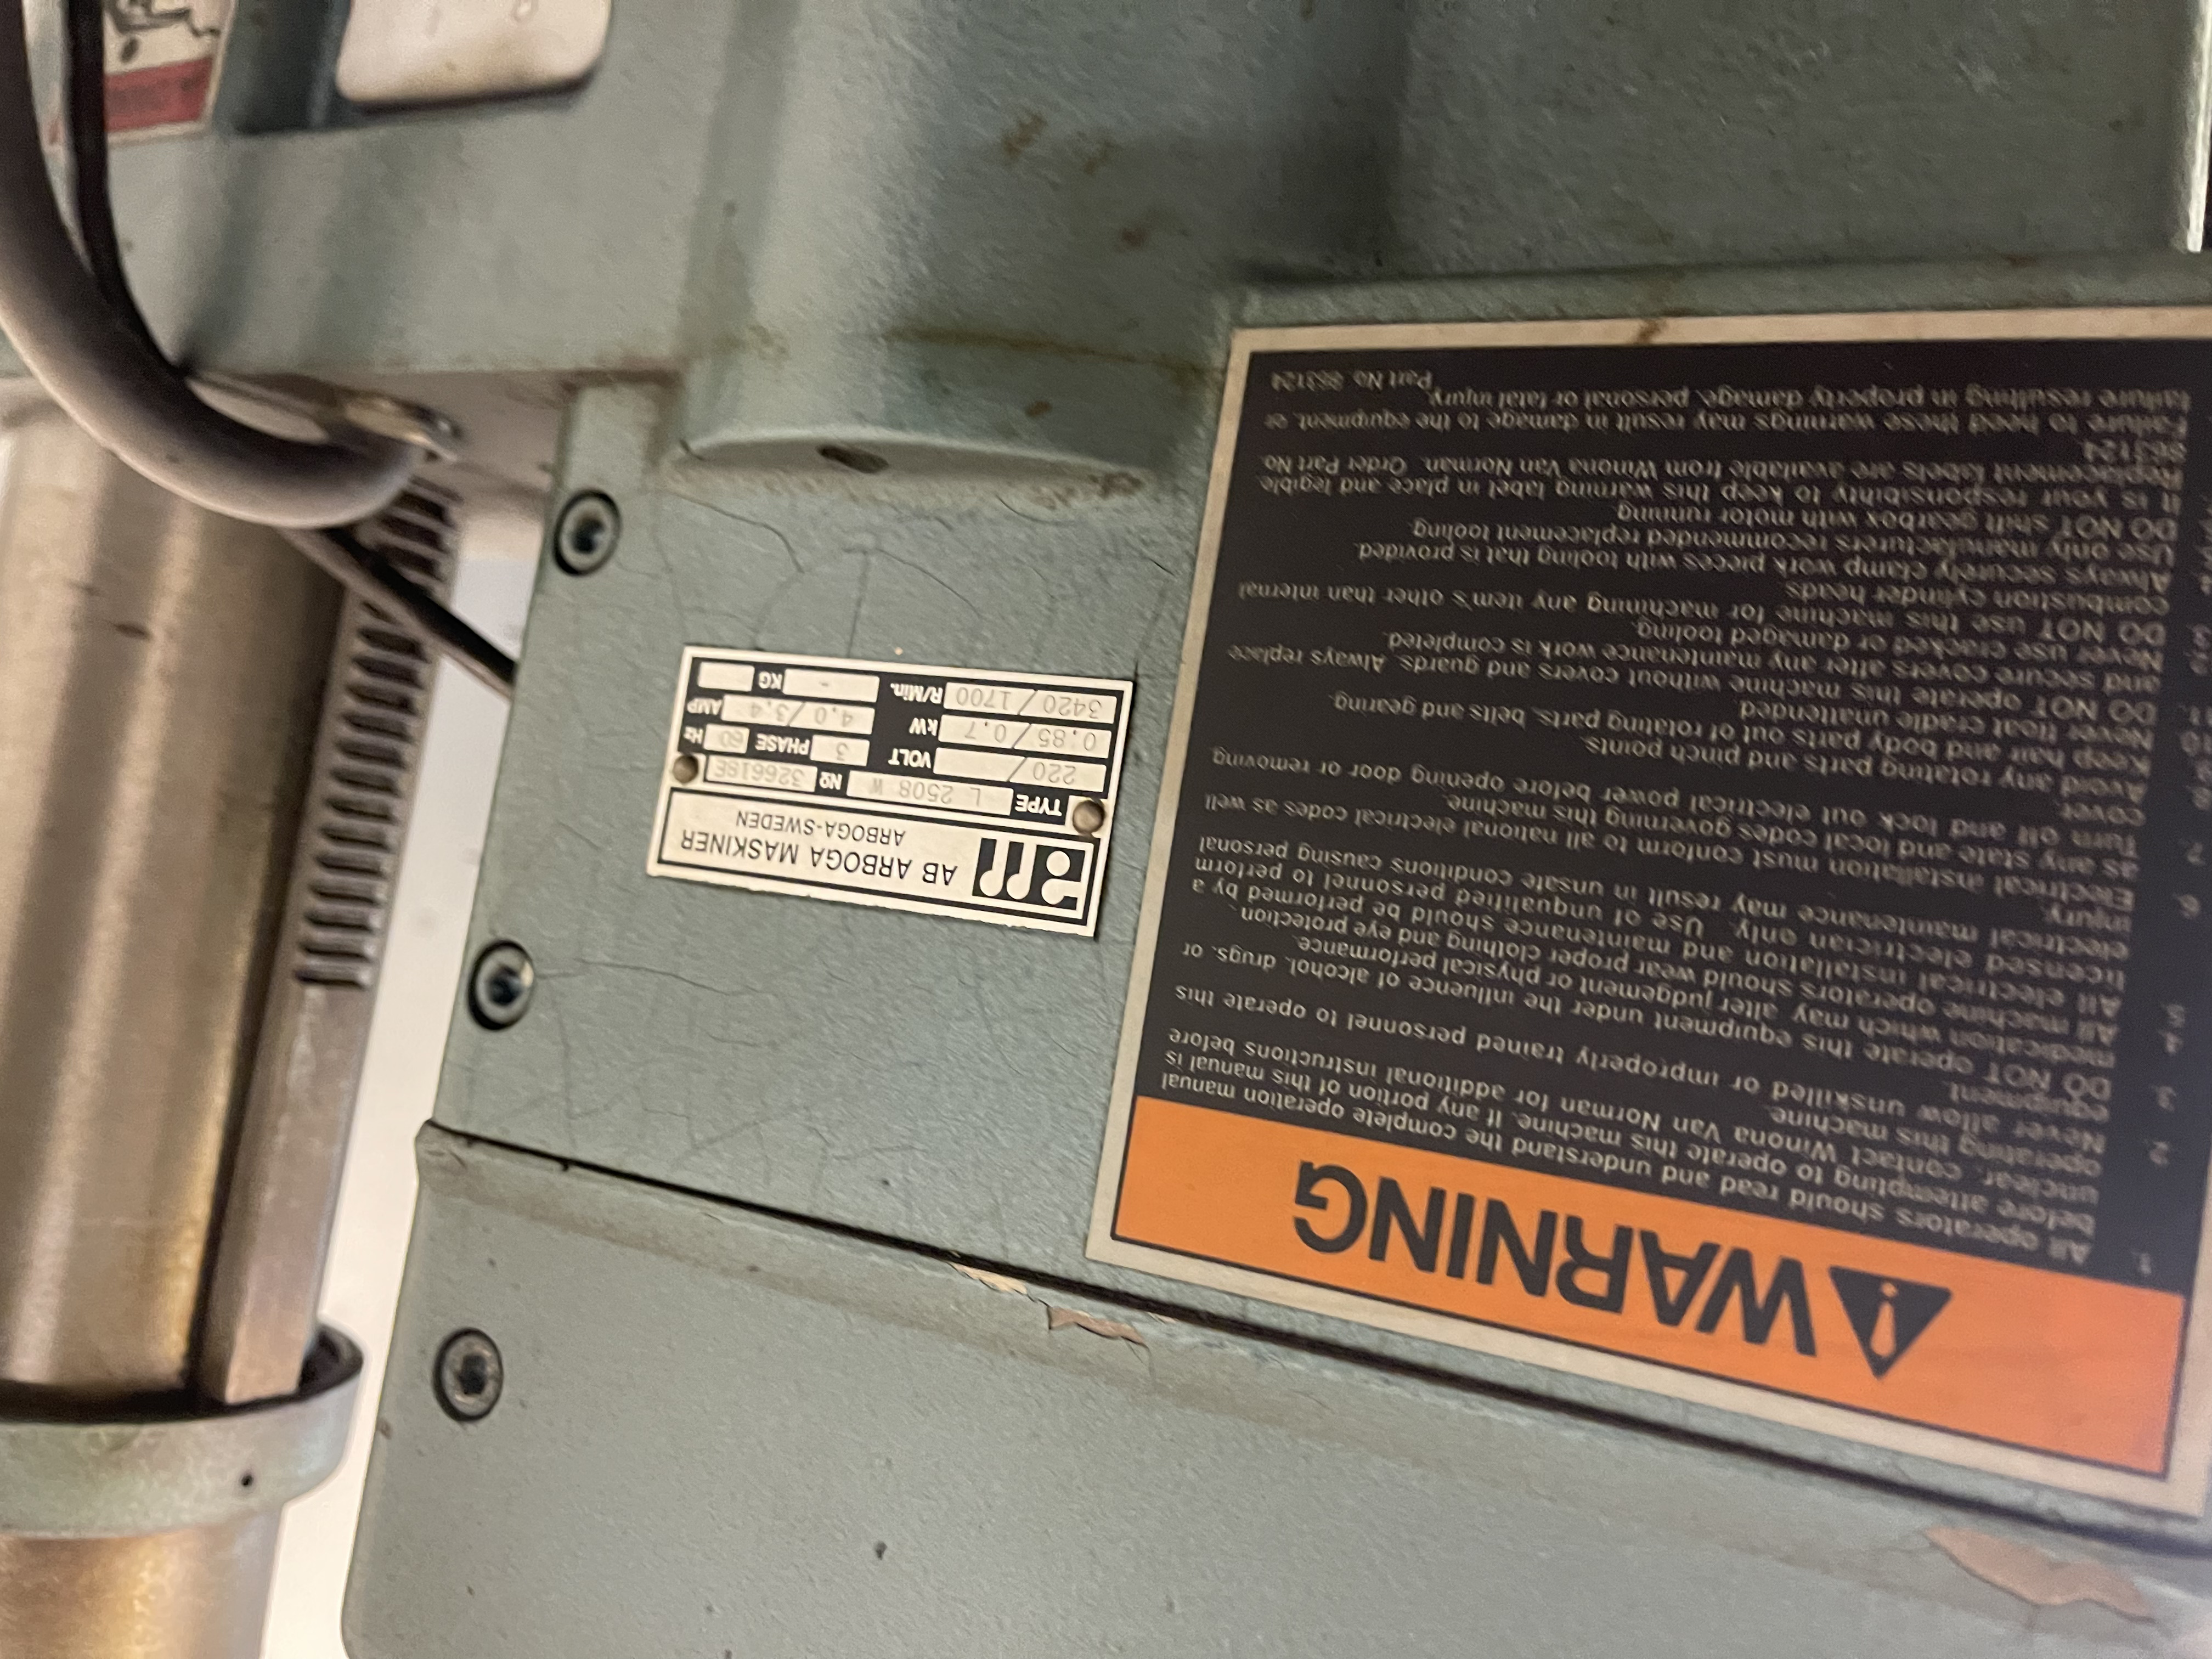 AB ARBOGA MASKINER
ARBOGA-SWEDEN
TYPE L 2508 W Nº 326618E
220/ VOLT 3 PHASE 60 Hz
0.85/0.7 kW 4.0/3.4 AMP
3420/1700 R/Min. - KG
WARNING
1. All operators should read and understand the complete operation manual
before attempting to operate this machine. If any portion of this manual is
unclear, contact Winona Van Norman for additional instructions before
operating this machine.
2. Never allow unskilled or improperly trained personnel to operate this
equipment.
3. DO NOT operate this equipment under the influence of alcohol, drugs, or
medication which may alter judgement or physical performance.
4. All machine operators should wear proper clothing and eye protection.
5. All electrical installation and maintenance should be performed by a
licensed electrician only. Use of unqualified personnel to perform
electrical maintenance may result in unsafe conditions causing personal
injury.
6. Electrical installation must conform to all national electrical codes as well
as any state and local codes governing this machine.
7. Turn off and lock out electrical power before opening door or removing
cover.
Avoid any rotating parts and pinch points.
Keep hair and body parts out of rotating parts, belts and gearing.
Never float cradle unattended
DO NOT operate this machine without covers and guards. Always replace
and secure covers after any maintenance work is completed.
Never use cracked or damaged tooling.
DO NOT use this machine for machining any item's other than internal
combustion cylinder heads
Always securely clamp work pieces with tooling that is provided.
Use only manufacturers recommended replacement tooling
DO NOT shift gearbox with motor running
It is your responsibility to keep this warning label in place and legible.
Replacement labels are available from Winona Van Norman. Order Part No.
863124
Failure to heed these warnings may result in damage to the equipment, or
failure resulting in property damage, personal or fatal injury.
Part No. 863124